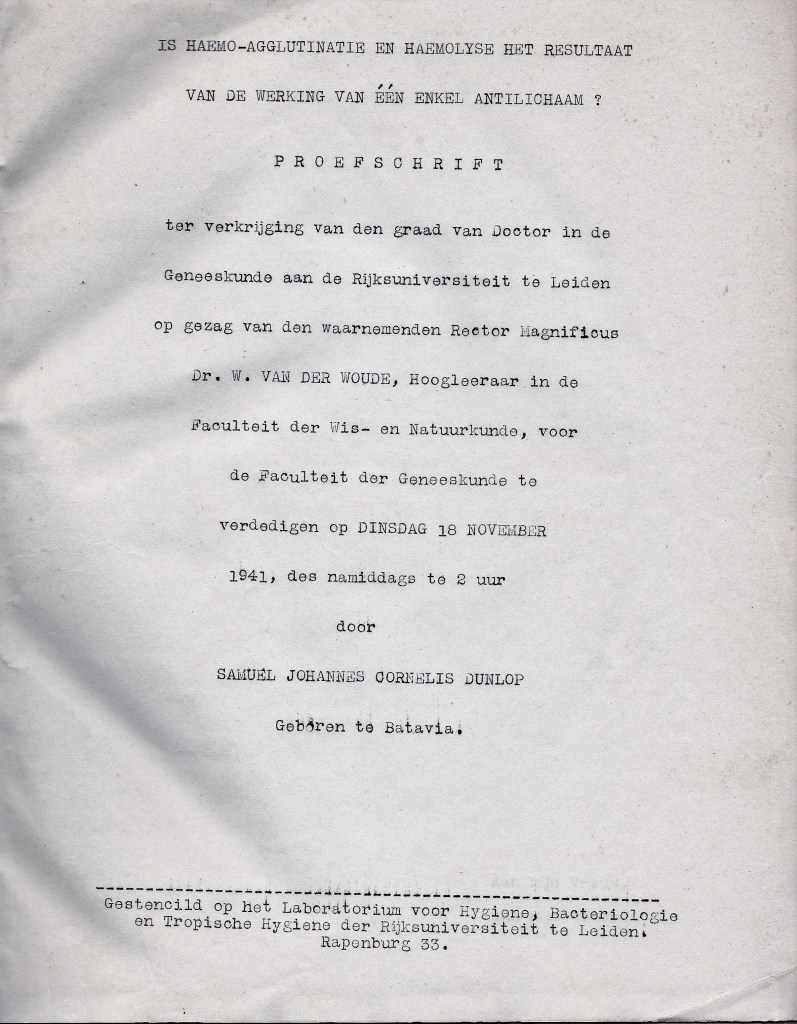 IS HAEMO-AGGLUTINATIE EN HAEMOLYSE HET RESULTAAT
VAN DE WERKING VAN ÉÉN ENKEL ANTILICHAAM ?
P R O E F S C H R I F T
ter verkrijging van den graad van Doctor in de
Geneeskunde aan de Rijksuniversiteit te Leiden
op gezag van den waarnemenden Rector Magnificus
Dr. W. VAN DER WOUDE, Hoogleeraar in de
Faculteit der Wis- en Natuurkunde, voor
de Faculteit der Geneeskunde te
verdedigen op DINSDAG 18 NOVEMBER
1941, des namiddags te 2 uur
door
SAMUEL JOHANNES CORNELIS DUNLOP
Geboren te Batavia.
Gestencild op het Laboratorium voor Hygiene, Bacteriologie
en Tropische Hygiene der Rijksuniversiteit te Leiden.
Rapenburg 33.